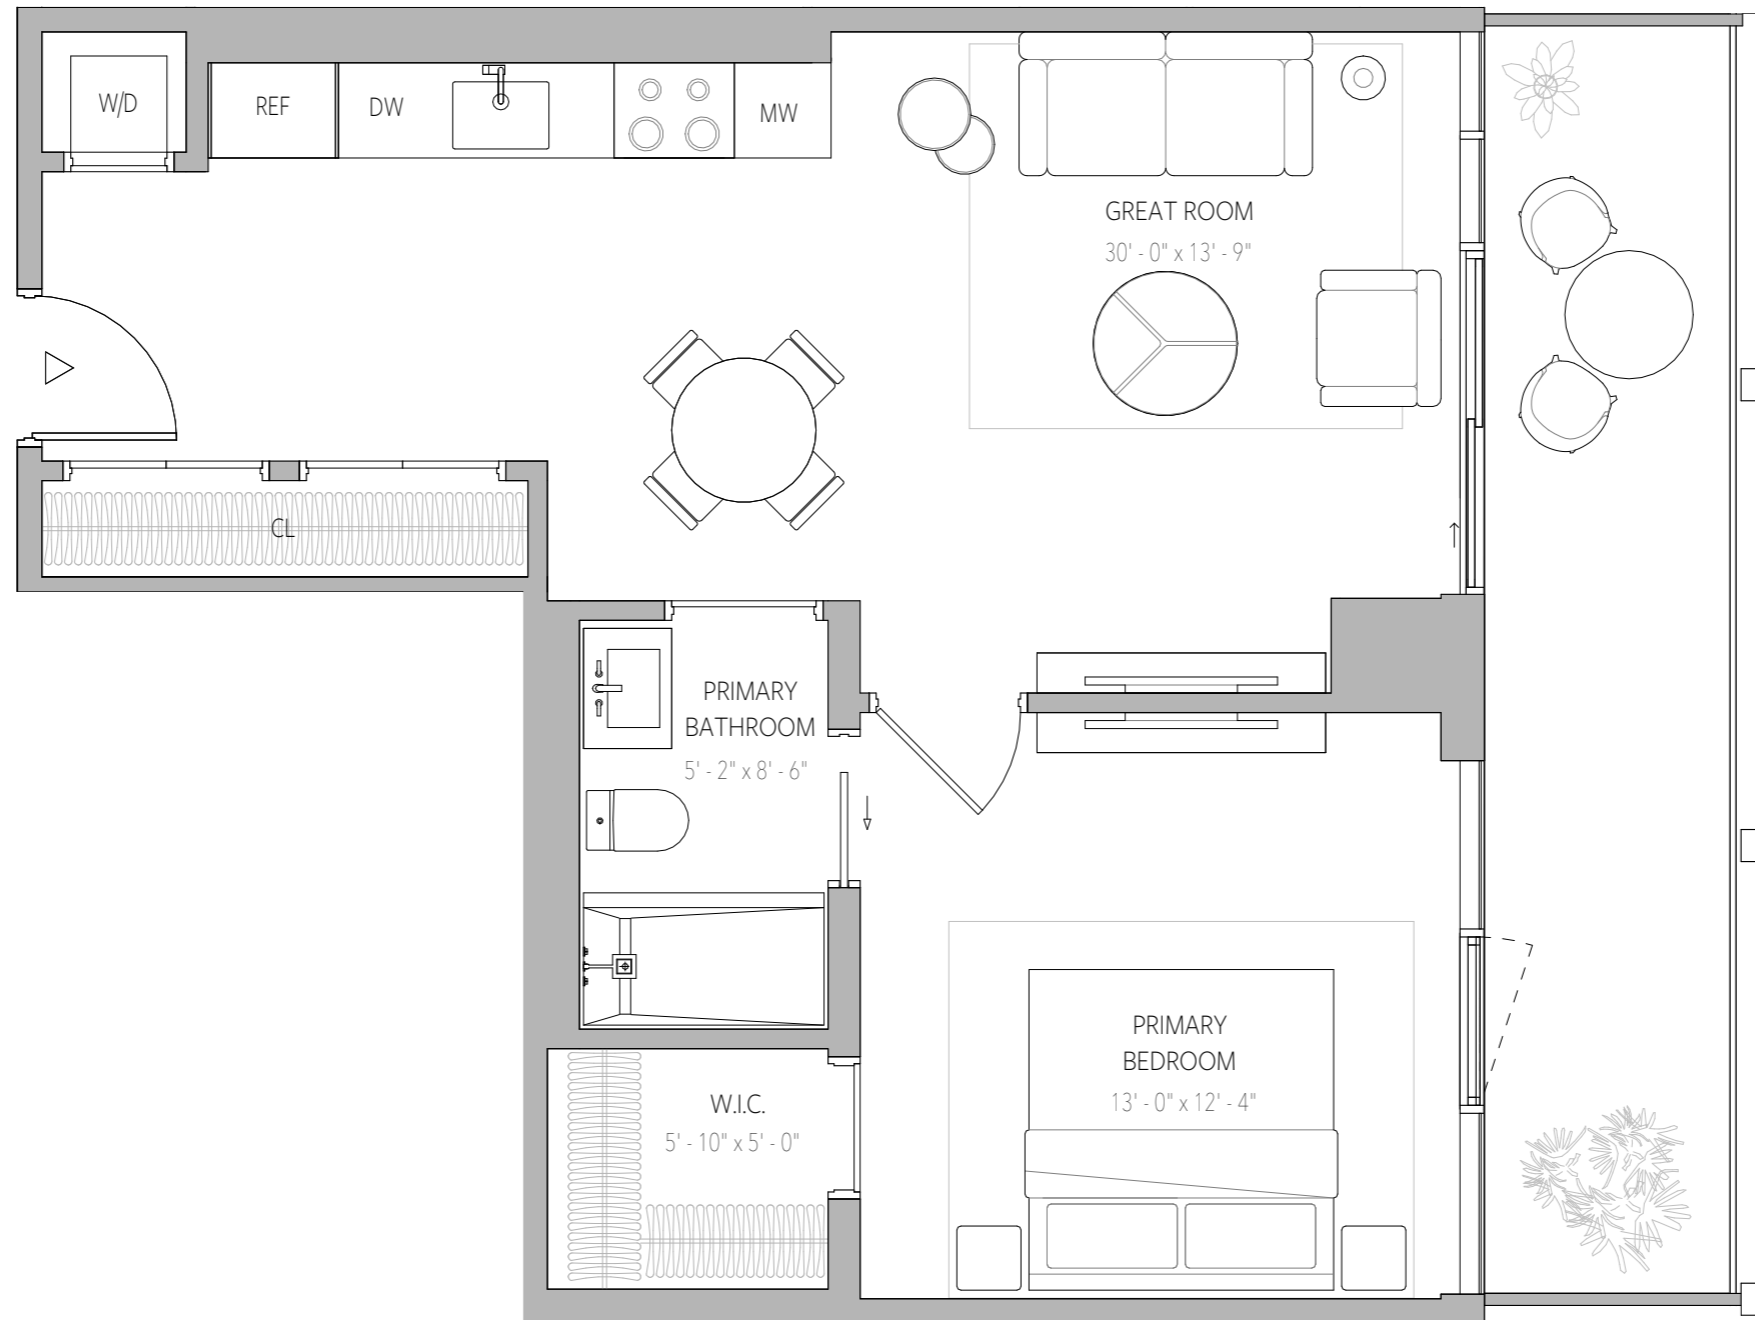 W/D
REF
DW
MW
GREAT ROOM
30' - 0" x 13' - 9"
CL
PRIMARY
BATHROOM
5' - 2" x 8' - 6"
PRIMARY
BEDROOM
13' - 0" x 12' - 4"
W.I.C.
5' - 10" x 5' - 0"